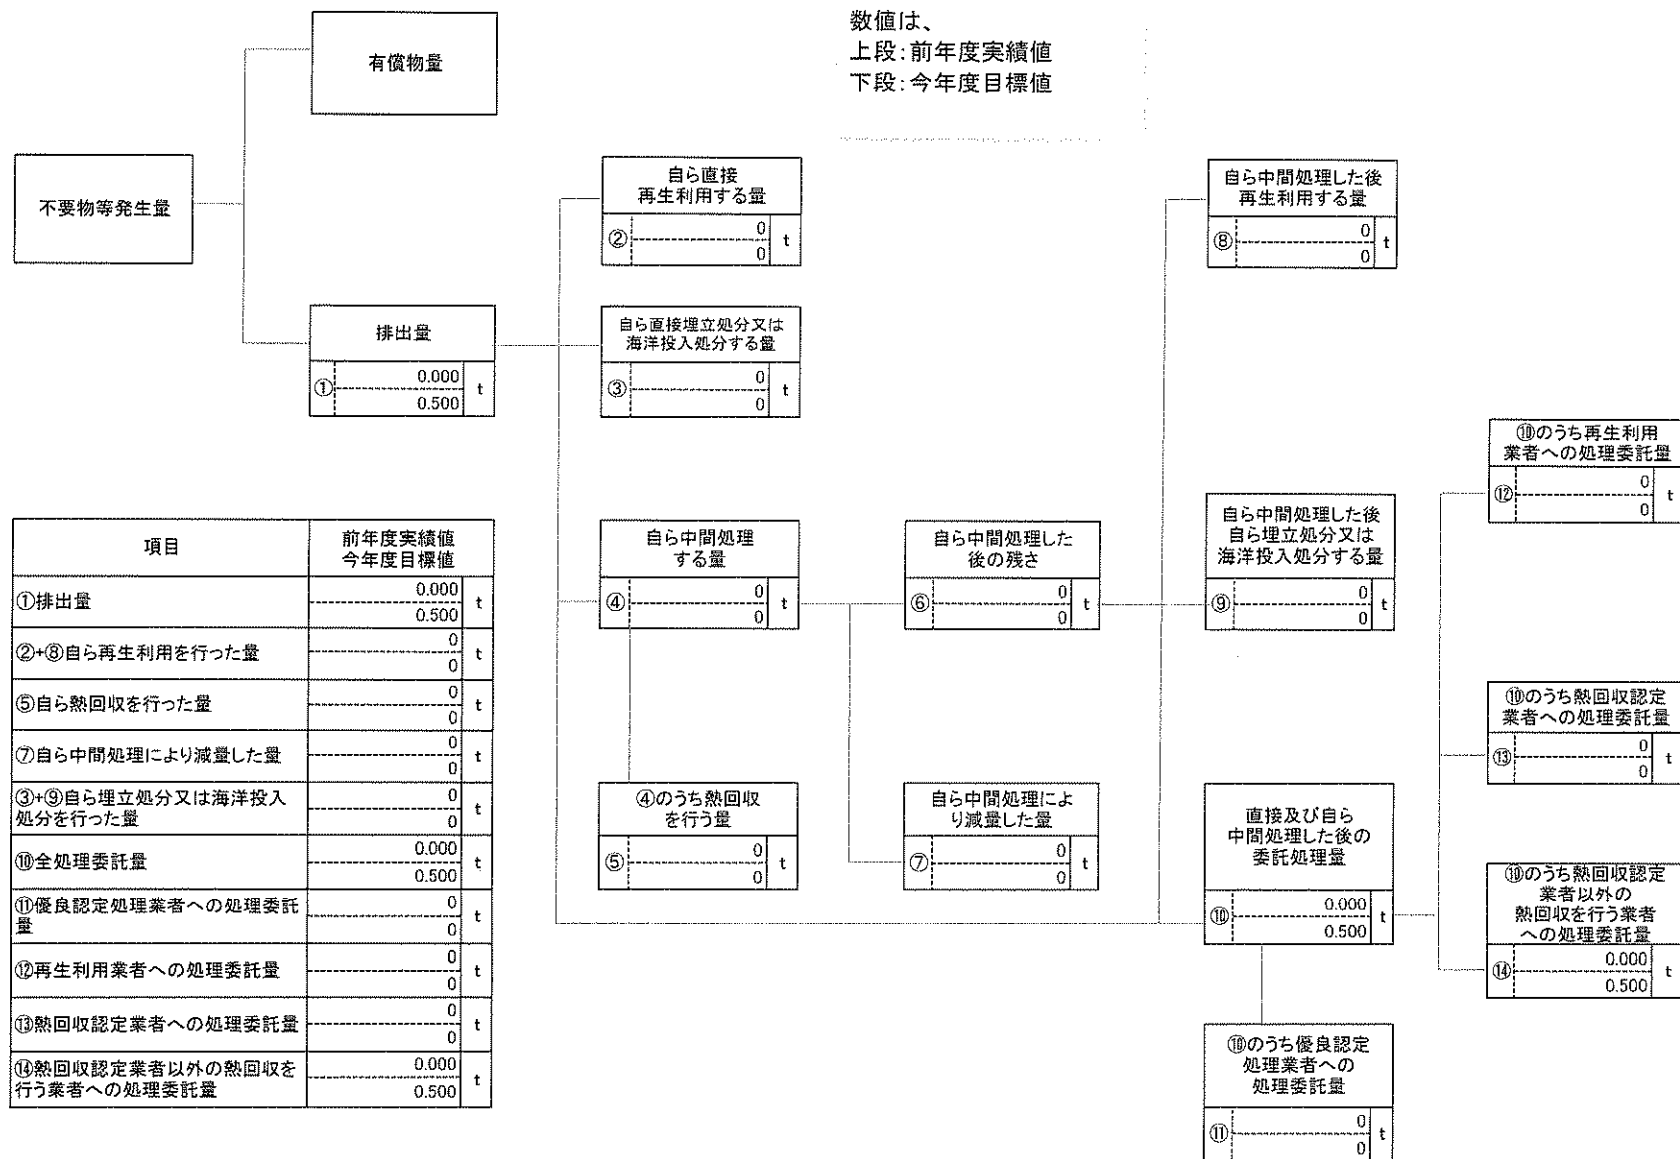 数値は、
上段:前年度実績値
下段:今年度目標値
有償物量
不要物等発生量
排出量
① 0.000 t
0.500
自ら直接
再生利用する量
② 0 t
0
自ら直接埋立処分又は
海洋投入処分する量
③ 0 t
0
自ら中間処理した後
再生利用する量
⑧ 0 t
0
自ら中間処理
する量
④ 0 t
0
自ら中間処理した
後の残さ
⑥ 0 t
0
自ら中間処理した後
自ら埋立処分又は
海洋投入処分する量
⑨ 0 t
0
④のうち熱回収
を行う量
⑤ 0 t
0
自ら中間処理によ
り減量した量
⑦ 0 t
0
直接及び自ら
中間処理した後の
委託処理量
⑩ 0.000 t
0.500
⑩のうち優良認定
処理業者への
処理委託量
⑪ 0 t
0
⑩のうち再生利用
業者への処理委託量
⑫ 0 t
0
⑩のうち熱回収認定
業者への処理委託量
⑬ 0 t
0
⑩のうち熱回収認定
業者以外の
熱回収を行う業者
への処理委託量
⑭ 0.000 t
0.500
項目 前年度実績値
今年度目標値
①排出量 0.000 t
0.500
②+⑧自ら再生利用を行った量 0 t
0
⑤自ら熱回収を行った量 0 t
0
⑦自ら中間処理により減量した量 0 t
0
③+⑨自ら埋立処分又は海洋投入 0 t
処分を行った量 0
⑩全処理委託量 0.000 t
0.500
⑪優良認定処理業者への処理委託 0 t
量 0
⑫再生利用業者への処理委託量 0 t
0
⑬熱回収認定業者への処理委託量 0 t
0
⑭熱回収認定業者以外の熱回収を 0.000 t
行う業者への処理委託量 0.500